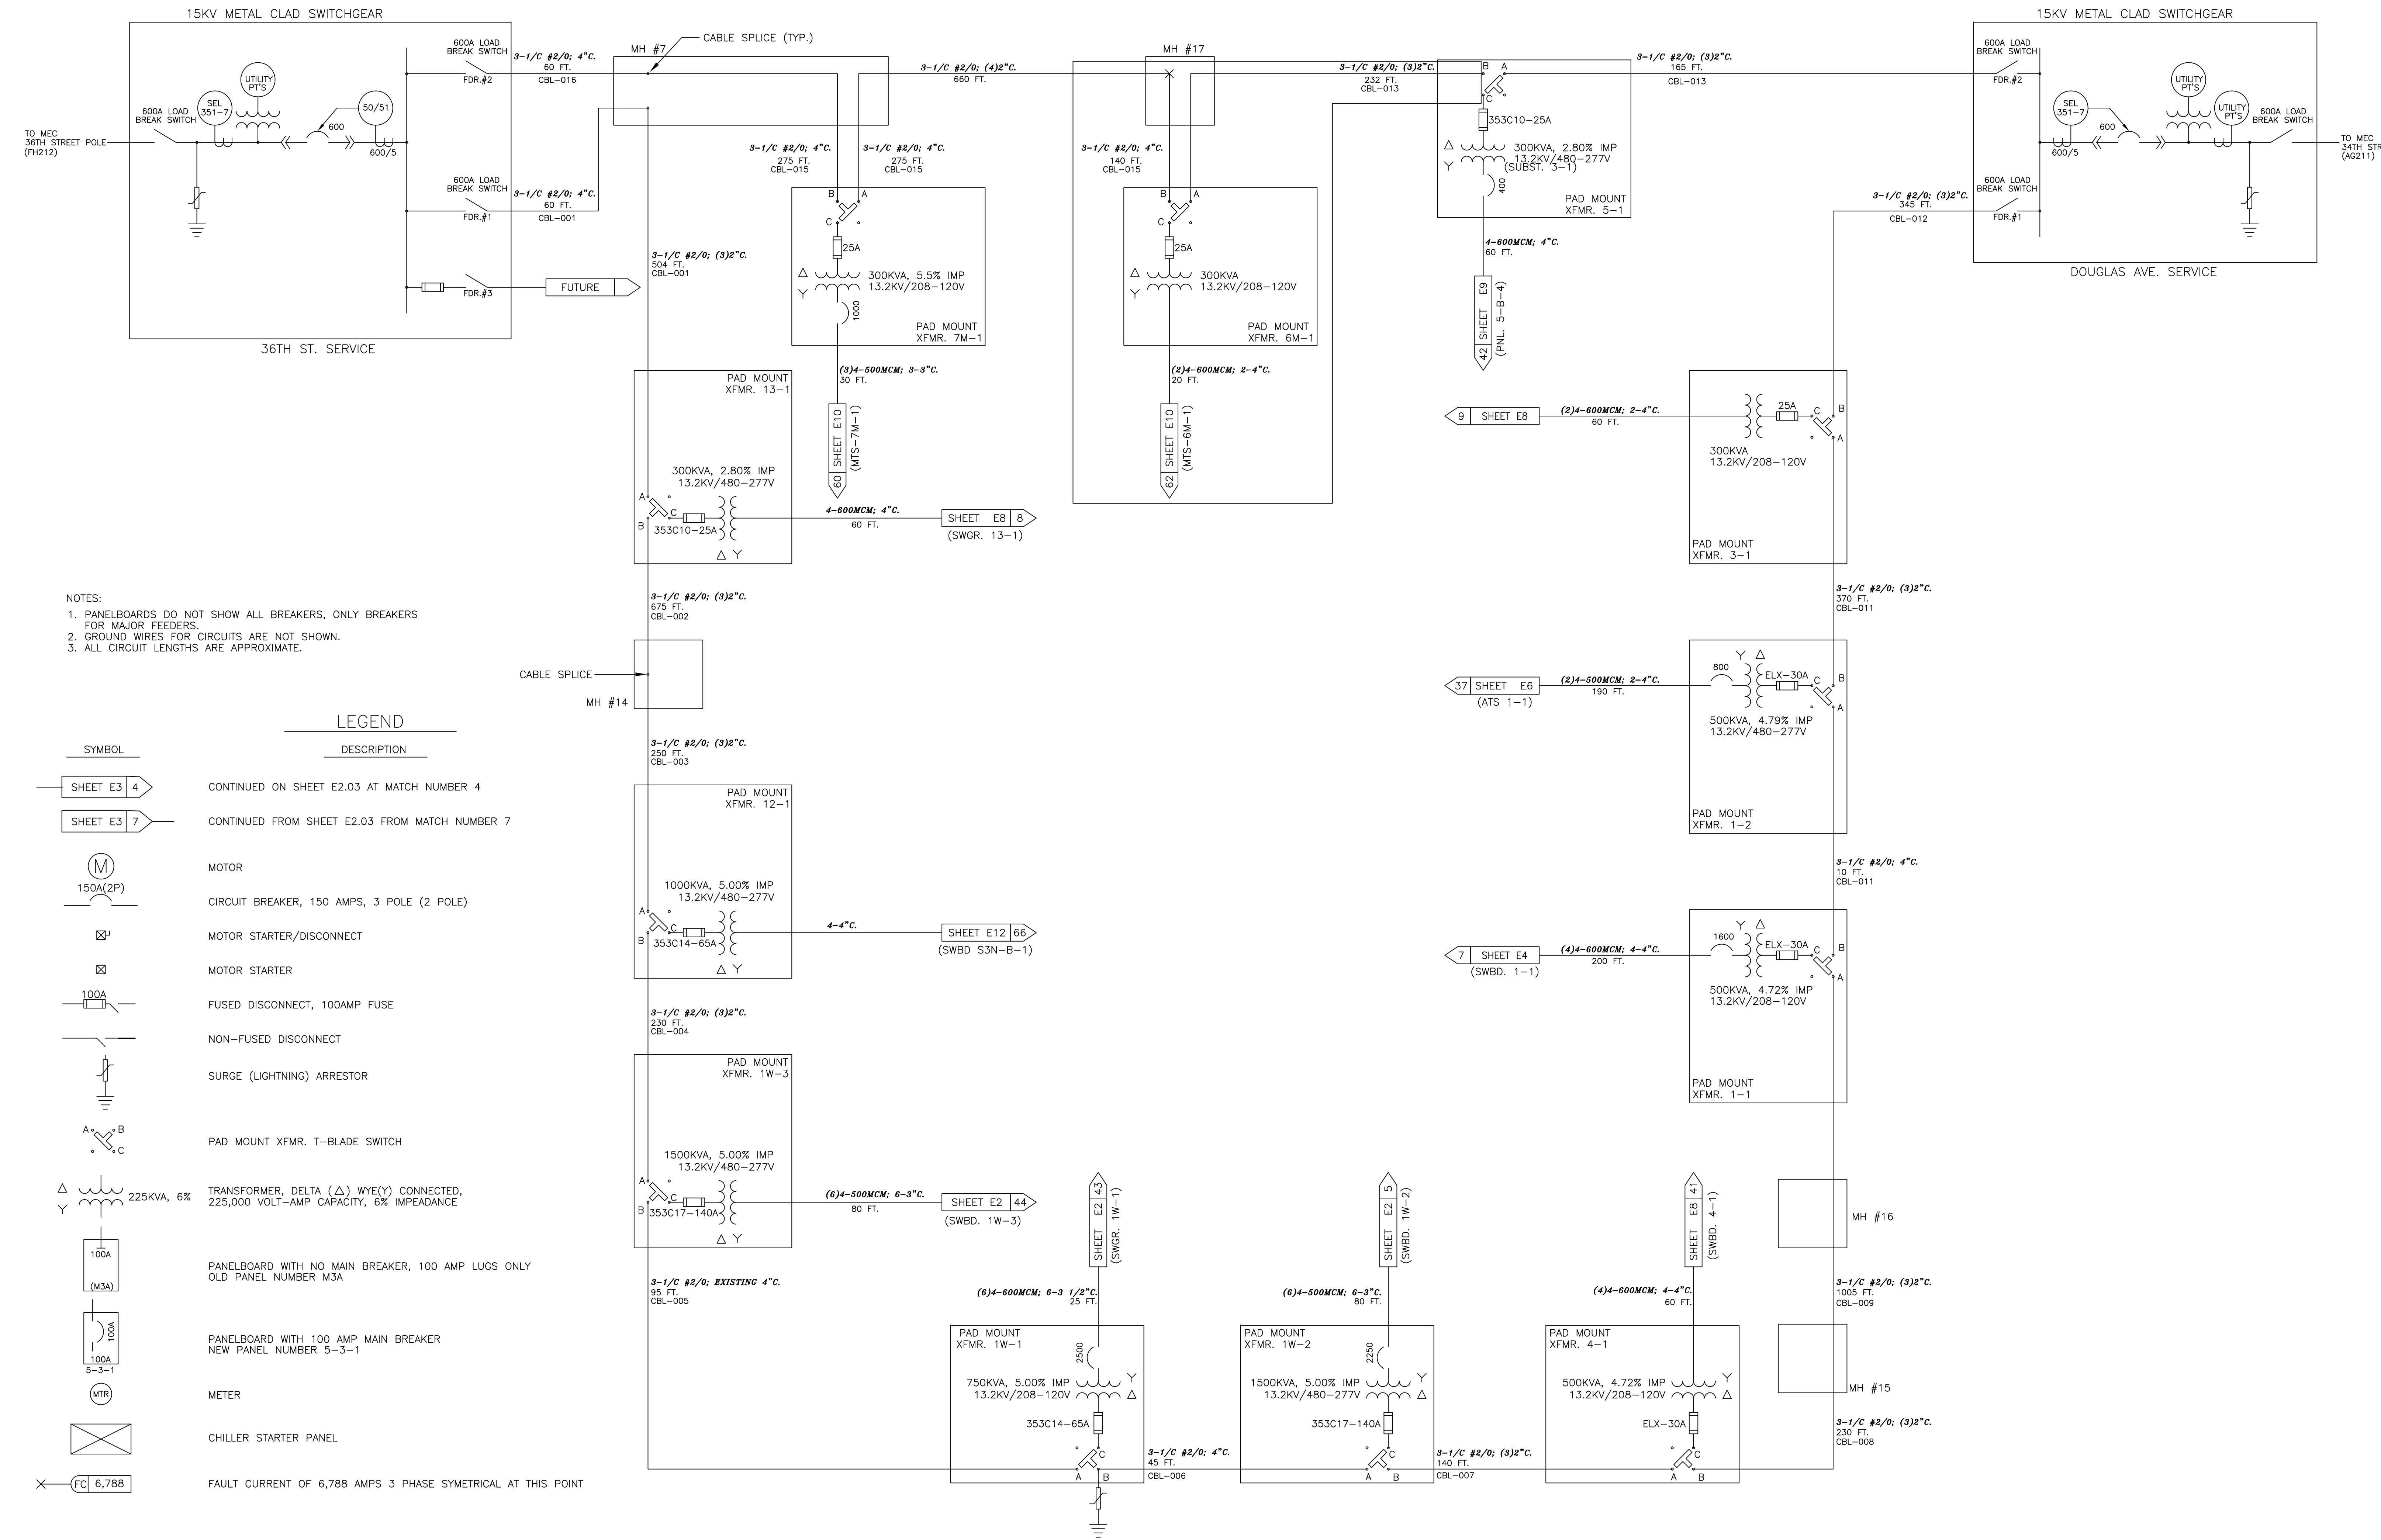 15KV METAL CLAD SWITCHGEAR
600A LOAD
BREAK SWITCH
FDR.#2
UTILITY
PT'S
SEL
351-7
50/51
600
600/5
600A LOAD
BREAK SWITCH
TO MEC
36TH STREET POLE
(FH212)
600A LOAD
BREAK SWITCH
FDR.#1
FDR.#3
FUTURE
36TH ST. SERVICE
3-1/C #2/0; 4"C.
60 FT.
CBL-016
3-1/C #2/0; 4"C.
60 FT.
CBL-001
MH #7
CABLE SPLICE (TYP.)
3-1/C #2/0; (4)2"C.
660 FT.
3-1/C #2/0; 4"C.
275 FT.
CBL-015
3-1/C #2/0; 4"C.
275 FT.
CBL-015
B
A
C
25A
300KVA, 5.5% IMP
13.2KV/208-120V
1000
PAD MOUNT
XFMR. 7M-1
(3)4-500MCM; 3-3"C.
30 FT.
60 SHEET E10
(MTS-7M-1)
MH #17
3-1/C #2/0; 4"C.
140 FT.
CBL-015
B
A
C
25A
300KVA
13.2KV/208-120V
PAD MOUNT
XFMR. 6M-1
(2)4-600MCM; 2-4"C.
20 FT.
62 SHEET E10
(MTS-6M-1)
3-1/C #2/0; (3)2"C.
232 FT.
CBL-013
B A
C
353C10-25A
300KVA, 2.80% IMP
13.2KV/480-277V
(SUBST. 3-1)
400
PAD MOUNT
XFMR. 5-1
4-600MCM; 4"C.
60 FT.
42 SHEET E9
(PNL. 5-B-4)
3-1/C #2/0; (3)2"C.
165 FT.
CBL-013
15KV METAL CLAD SWITCHGEAR
600A LOAD
BREAK SWITCH
FDR.#2
SEL
351-7
600
600/5
UTILITY
PT'S
UTILITY
PT'S
600A LOAD
BREAK SWITCH
TO MEC
34TH STR
(AG211)
600A LOAD
BREAK SWITCH
FDR.#1
DOUGLAS AVE. SERVICE
3-1/C #2/0; (3)2"C.
345 FT.
CBL-012
3-1/C #2/0; (3)2"C.
504 FT.
CBL-001
PAD MOUNT
XFMR. 13-1
300KVA, 2.80% IMP
13.2KV/480-277V
A
B
C
353C10-25A
4-600MCM; 4"C.
60 FT.
SHEET E8 8
(SWGR. 13-1)
3-1/C #2/0; (3)2"C.
675 FT.
CBL-002
CABLE SPLICE
MH #14
3-1/C #2/0; (3)2"C.
250 FT.
CBL-003
PAD MOUNT
XFMR. 12-1
1000KVA, 5.00% IMP
13.2KV/480-277V
A
B
C
353C14-65A
4-4"C.
SHEET E12 66
(SWBD S3N-B-1)
3-1/C #2/0; (3)2"C.
230 FT.
CBL-004
PAD MOUNT
XFMR. 1W-3
1500KVA, 5.00% IMP
13.2KV/480-277V
A
B
C
353C17-140A
(6)4-500MCM; 6-3"C.
80 FT.
SHEET E2 44
(SWBD. 1W-3)
3-1/C #2/0; EXISTING 4"C.
95 FT.
CBL-005
9 SHEET E8
(2)4-600MCM; 2-4"C.
60 FT.
25A
C
B
A
300KVA
13.2KV/208-120V
PAD MOUNT
XFMR. 3-1
3-1/C #2/0; (3)2"C.
370 FT.
CBL-011
37 SHEET E6
(ATS 1-1)
(2)4-500MCM; 2-4"C.
190 FT.
800
ELX-30A
C
B
A
500KVA, 4.79% IMP
13.2KV/480-277V
PAD MOUNT
XFMR. 1-2
3-1/C #2/0; 4"C.
10 FT.
CBL-011
7 SHEET E4
(SWBD. 1-1)
(4)4-600MCM; 4-4"C.
200 FT.
1600
ELX-30A
C
B
A
500KVA, 4.72% IMP
13.2KV/208-120V
PAD MOUNT
XFMR. 1-1
MH #16
3-1/C #2/0; (3)2"C.
1005 FT.
CBL-009
MH #15
3-1/C #2/0; (3)2"C.
230 FT.
CBL-008
SHEET E2 43
(SWGR. 1W-1)
(6)4-600MCM; 6-3 1/2"C.
25 FT.
PAD MOUNT
XFMR. 1W-1
2500
750KVA, 5.00% IMP
13.2KV/208-120V
353C14-65A
C
A B
3-1/C #2/0; 4"C.
45 FT.
CBL-006
SHEET E2 5
(SWBD. 1W-2)
(6)4-500MCM; 6-3"C.
80 FT.
PAD MOUNT
XFMR. 1W-2
2250
1500KVA, 5.00% IMP
13.2KV/480-277V
353C17-140A
C
A B
3-1/C #2/0; (3)2"C.
140 FT.
CBL-007
SHEET E8 41
(SWBD. 4-1)
(4)4-600MCM; 4-4"C.
60 FT.
PAD MOUNT
XFMR. 4-1
500KVA, 4.72% IMP
13.2KV/208-120V
ELX-30A
C
A B
NOTES:
1. PANELBOARDS DO NOT SHOW ALL BREAKERS, ONLY BREAKERS
FOR MAJOR FEEDERS.
2. GROUND WIRES FOR CIRCUITS ARE NOT SHOWN.
3. ALL CIRCUIT LENGTHS ARE APPROXIMATE.
LEGEND
SYMBOL DESCRIPTION
SHEET E3 4 CONTINUED ON SHEET E2.03 AT MATCH NUMBER 4
SHEET E3 7 CONTINUED FROM SHEET E2.03 FROM MATCH NUMBER 7
M MOTOR
150A(2P)
CIRCUIT BREAKER, 150 AMPS, 3 POLE (2 POLE)
MOTOR STARTER/DISCONNECT
MOTOR STARTER
100A
FUSED DISCONNECT, 100AMP FUSE
NON-FUSED DISCONNECT
SURGE (LIGHTNING) ARRESTOR
A B
C
PAD MOUNT XFMR. T-BLADE SWITCH
225KVA, 6%
TRANSFORMER, DELTA (△) WYE(Y) CONNECTED,
225,000 VOLT-AMP CAPACITY, 6% IMPEADANCE
100A
(M3A)
PANELBOARD WITH NO MAIN BREAKER, 100 AMP LUGS ONLY
OLD PANEL NUMBER M3A
100A
100A
5-3-1
PANELBOARD WITH 100 AMP MAIN BREAKER
NEW PANEL NUMBER 5-3-1
MTR METER
CHILLER STARTER PANEL
FC 6,788 FAULT CURRENT OF 6,788 AMPS 3 PHASE SYMETRICAL AT THIS POINT